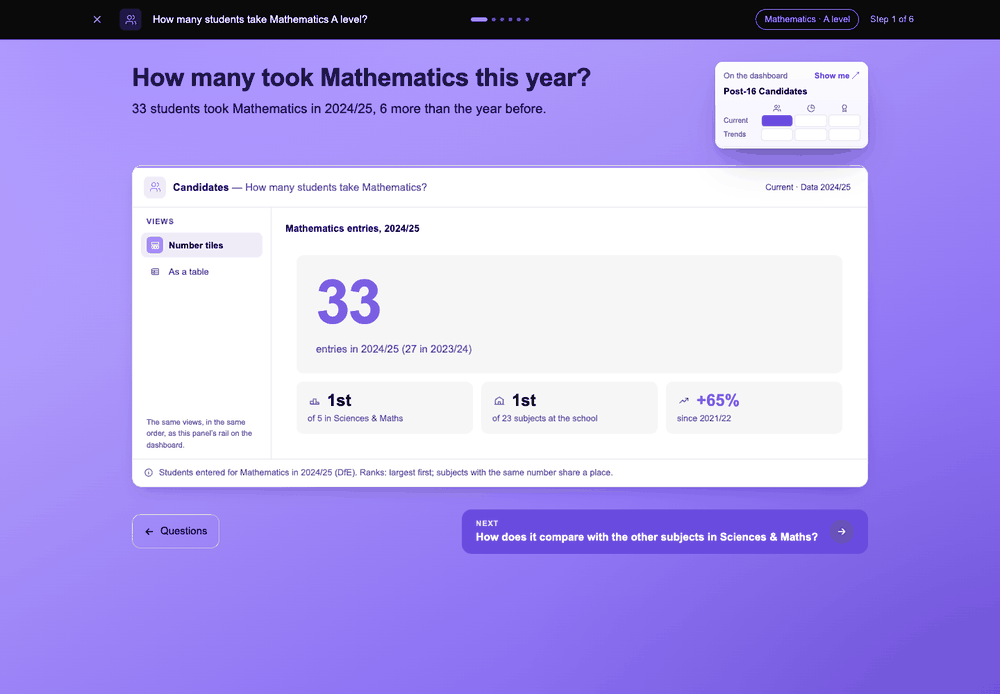 How many students take Mathematics A level?
Mathematics · A level
Step 1 of 6
How many took Mathematics this year?
33 students took Mathematics in 2024/25, 6 more than the year before.
On the dashboard
Show me
Post-16 Candidates
Current
Trends
Candidates — How many students take Mathematics?
Current · Data 2024/25
VIEWS
Number tiles
As a table
The same views, in the same
order, as this panel's rail on the
dashboard.
Mathematics entries, 2024/25
33
entries in 2024/25 (27 in 2023/24)
1st
of 5 in Sciences & Maths
1st
of 23 subjects at the school
+65%
since 2021/22
Students entered for Mathematics in 2024/25 (DfE). Ranks: largest first; subjects with the same number share a place.
Questions
NEXT
How does it compare with the other subjects in Sciences & Maths?